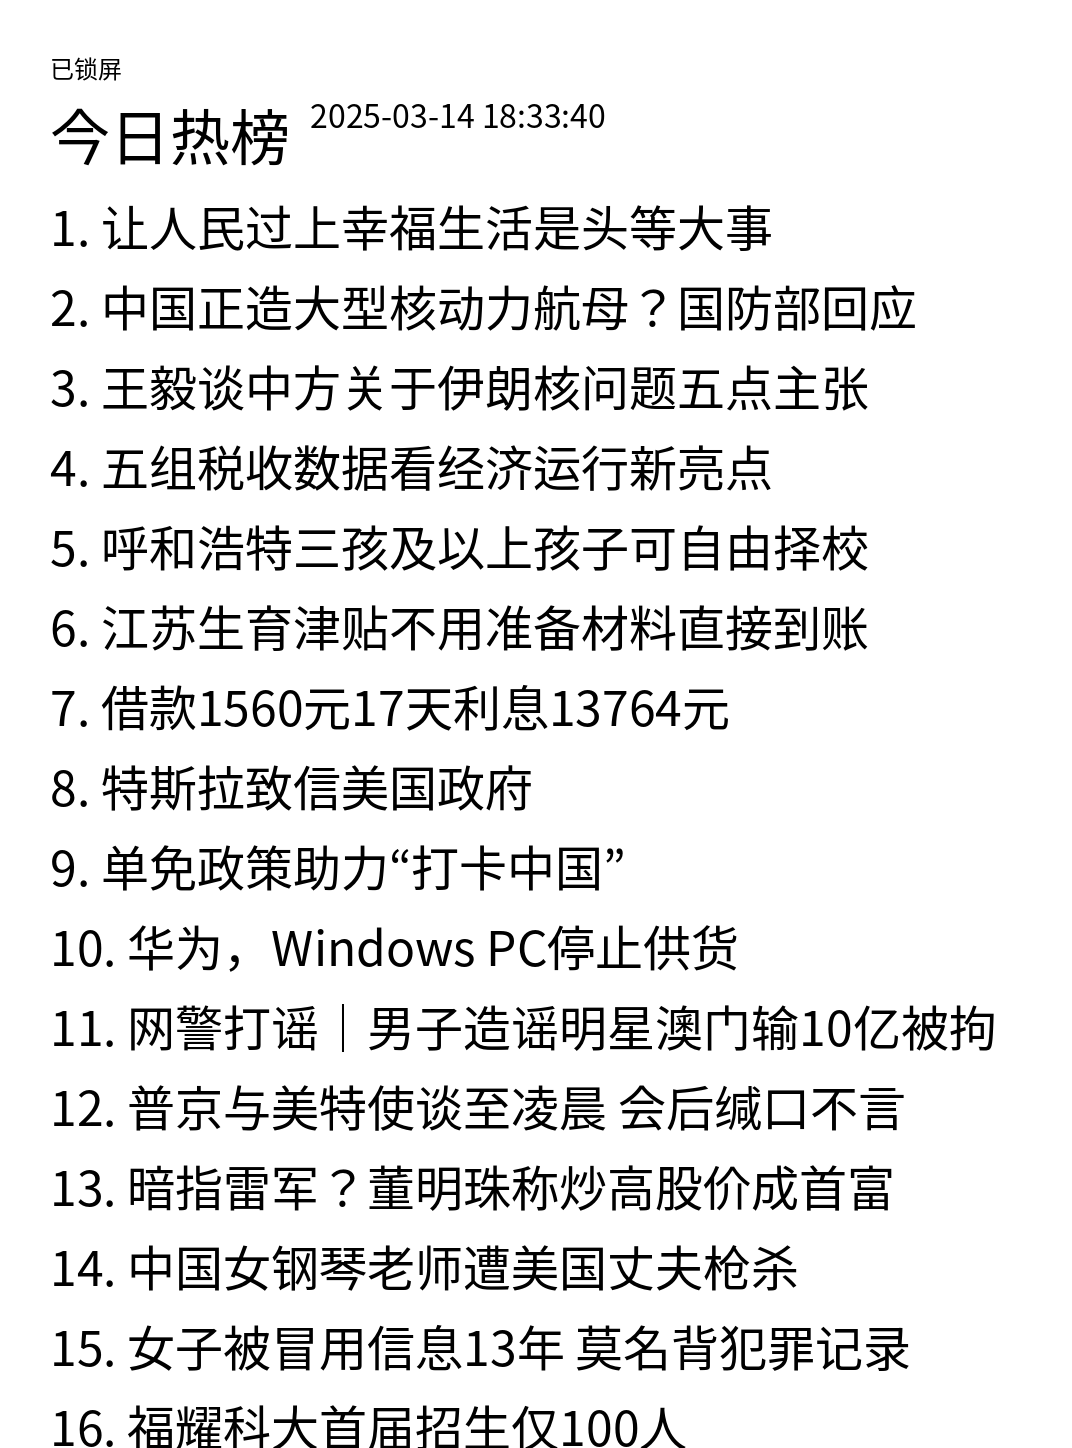 已锁屏
今日热榜 2025-03-14 18:33:40
1. 让人民过上幸福生活是头等大事
2. 中国正造大型核动力航母？国防部回应
3. 王毅谈中方关于伊朗核问题五点主张
4. 五组税收数据看经济运行新亮点
5. 呼和浩特三孩及以上孩子可自由择校
6. 江苏生育津贴不用准备材料直接到账
7. 借款1560元17天利息13764元
8. 特斯拉致信美国政府
9. 单免政策助力“打卡中国”
10. 华为，Windows PC停止供货
11. 网警打谣｜男子造谣明星澳门输10亿被拘
12. 普京与美特使谈至凌晨 会后缄口不言
13. 暗指雷军？董明珠称炒高股价成首富
14. 中国女钢琴老师遭美国丈夫枪杀
15. 女子被冒用信息13年 莫名背犯罪记录
16. 福耀科大首届招生仅100人